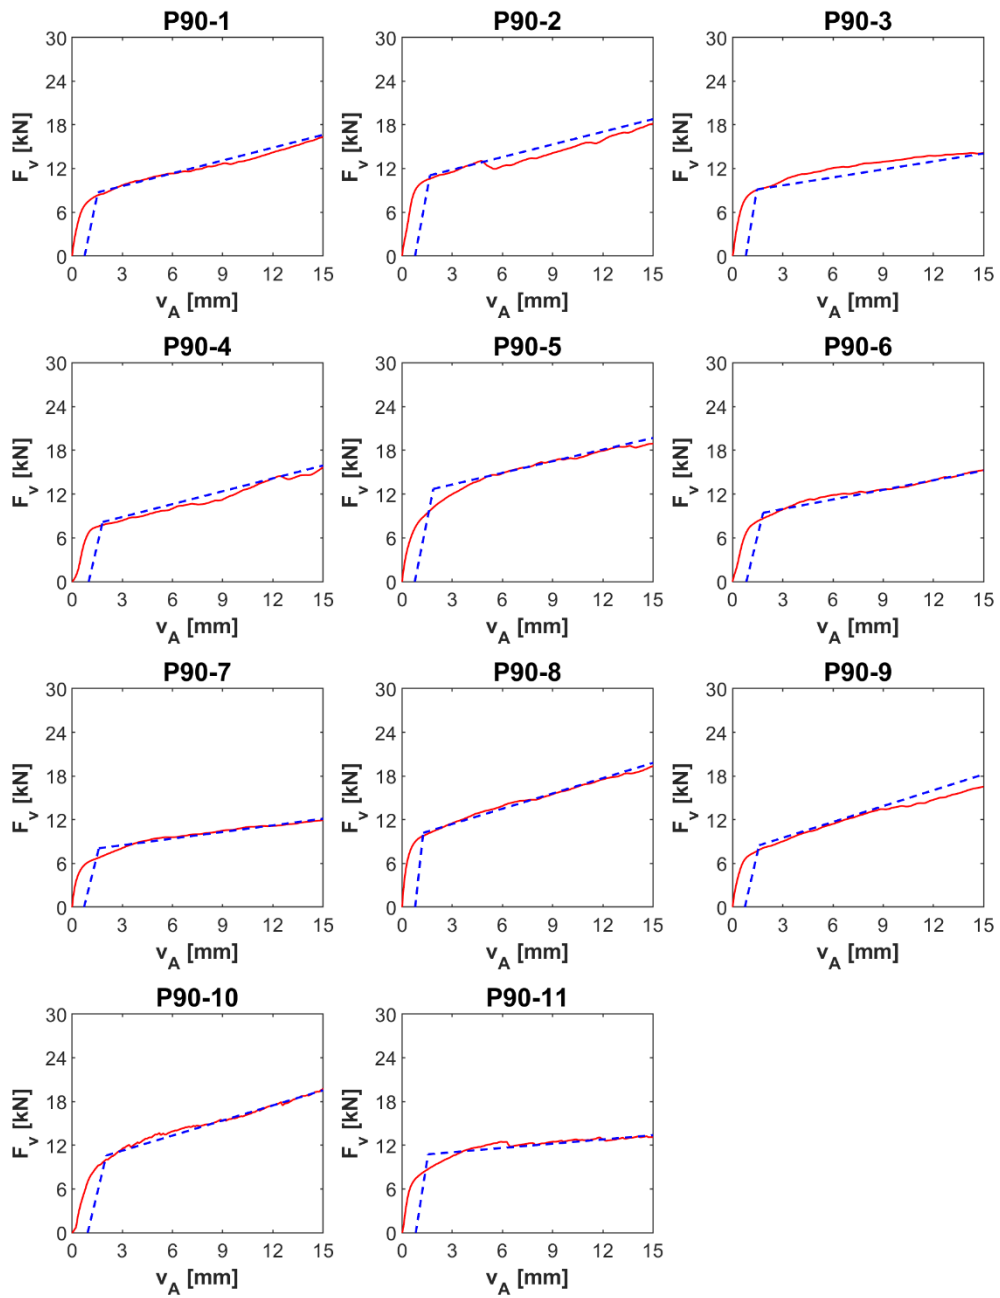 P90-1 P90-2 P90-3
30 30 30
24 24 24
18 18 18
12 12 12
6 6 6
0 0 0
F_v [kN] F_v [kN] F_v [kN]
0 3 6 9 12 15 0 3 6 9 12 15 0 3 6 9 12 15
v_A [mm] v_A [mm] v_A [mm]
P90-4 P90-5 P90-6
30 30 30
24 24 24
18 18 18
12 12 12
6 6 6
0 0 0
F_v [kN] F_v [kN] F_v [kN]
0 3 6 9 12 15 0 3 6 9 12 15 0 3 6 9 12 15
v_A [mm] v_A [mm] v_A [mm]
P90-7 P90-8 P90-9
30 30 30
24 24 24
18 18 18
12 12 12
6 6 6
0 0 0
F_v [kN] F_v [kN] F_v [kN]
0 3 6 9 12 15 0 3 6 9 12 15 0 3 6 9 12 15
v_A [mm] v_A [mm] v_A [mm]
P90-10 P90-11
30 30
24 24
18 18
12 12
6 6
0 0
F_v [kN] F_v [kN]
0 3 6 9 12 15 0 3 6 9 12 15
v_A [mm] v_A [mm]